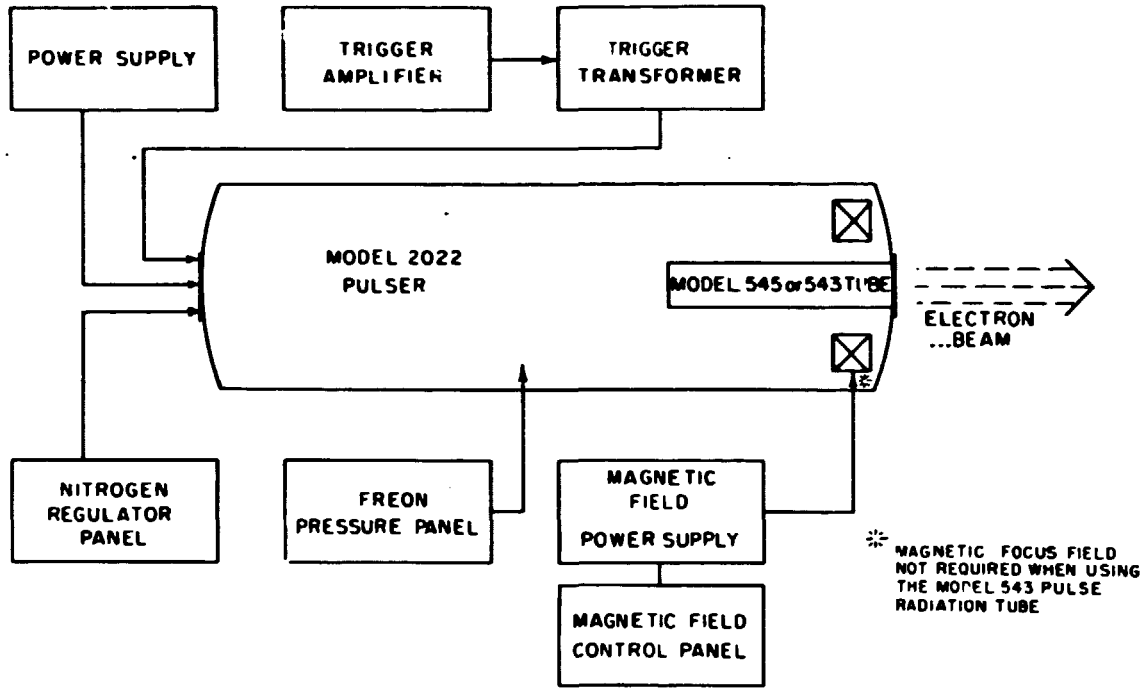 POWER SUPPLY
TRIGGER
AMPLIFIER
TRIGGER
TRANSFORMER
MODEL 2022
PULSER
MODEL 545 or 543 TUBE
ELECTRON
...BEAM
NITROGEN
REGULATOR
PANEL
FREON
PRESSURE PANEL
MAGNETIC
FIELD
POWER SUPPLY
MAGNETIC FIELD
CONTROL PANEL
MAGNETIC FOCUS FIELD
NOT REQUIRED WHEN USING
THE MODEL 543 PULSE
RADIATION TUBE